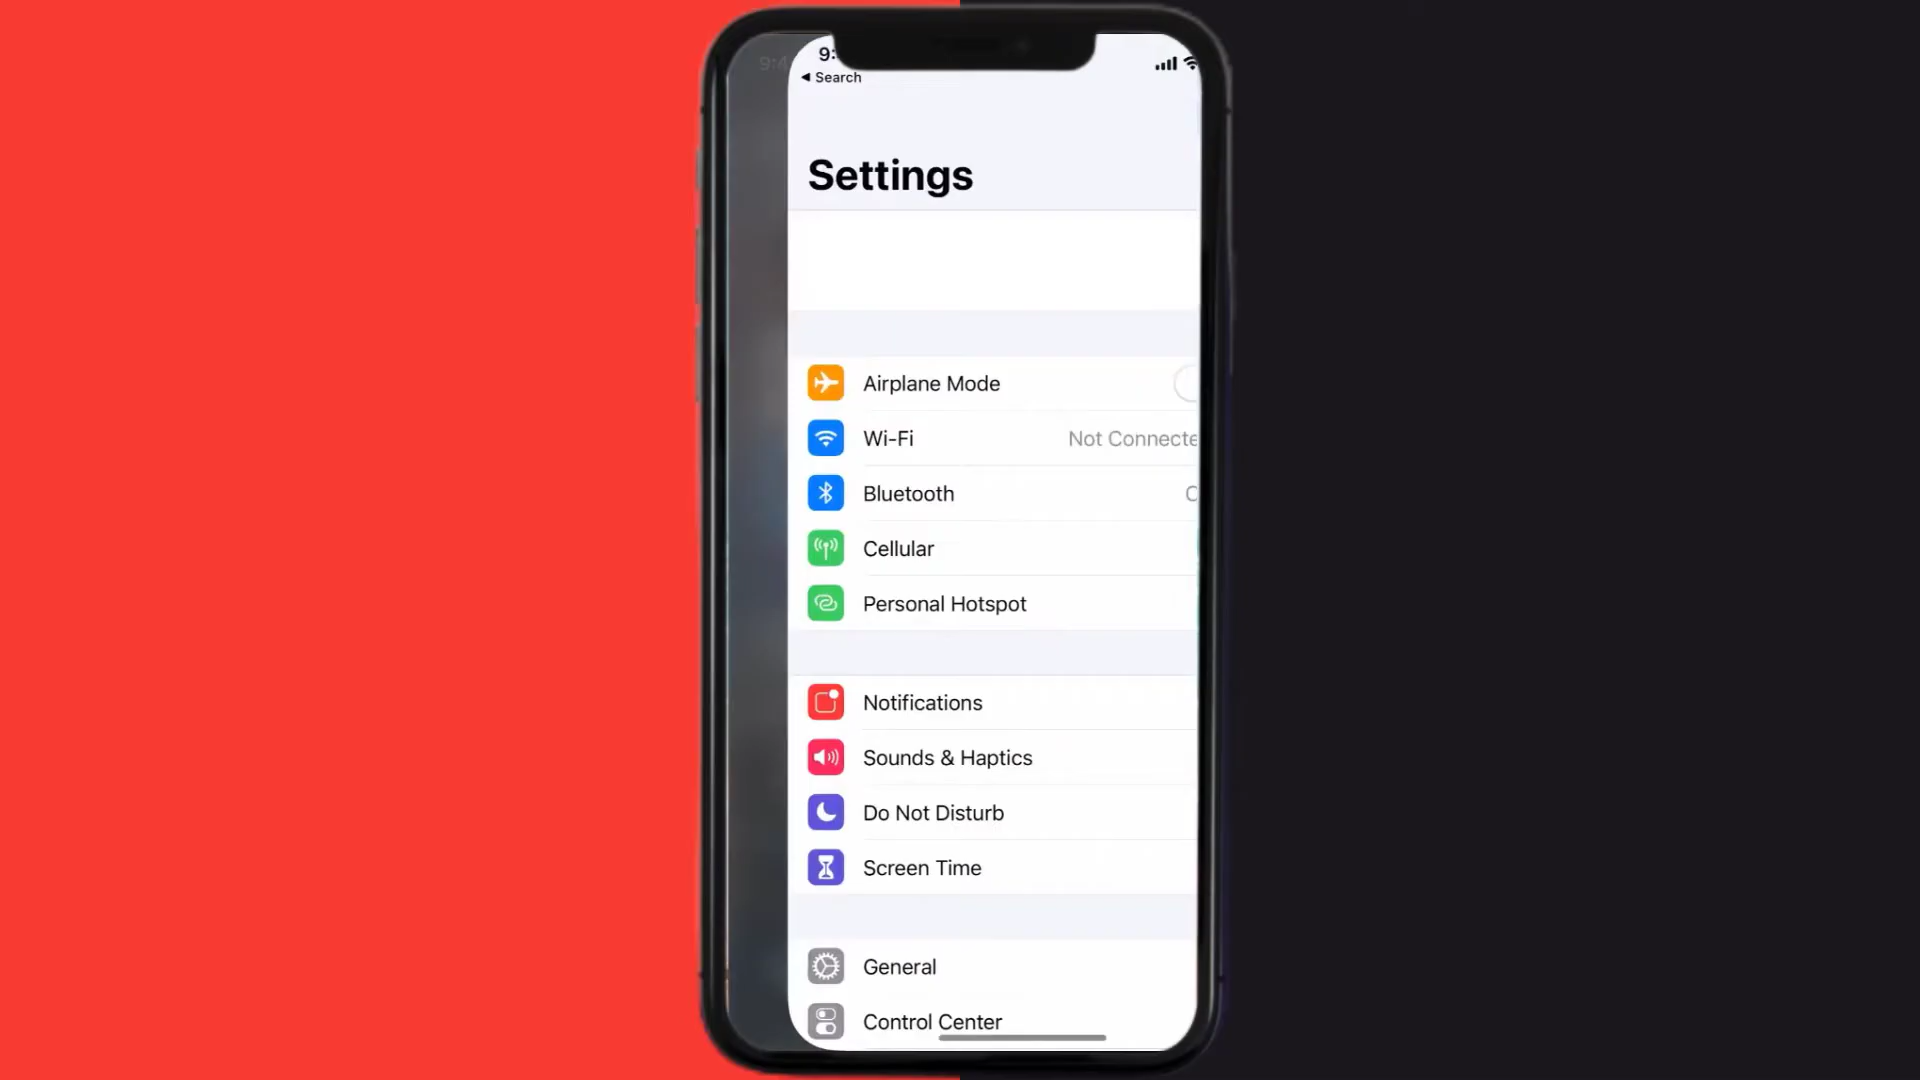 9:
Search
Settings
Airplane Mode
Wi-Fi Not Connecte
Bluetooth
Cellular
Personal Hotspot
Notifications
Sounds & Haptics
Do Not Disturb
Screen Time
General
Control Center